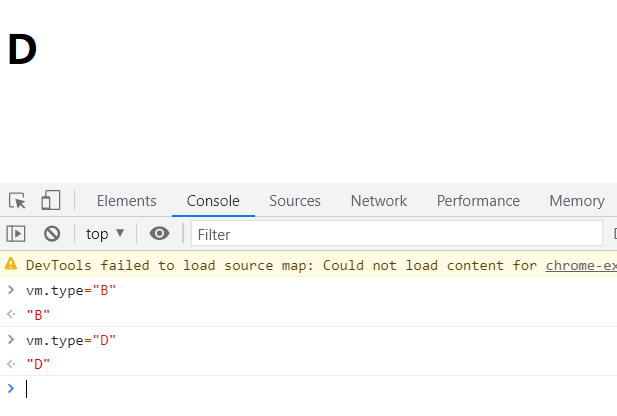 D
Elements Console Sources Network Performance Memory
top ▼ Filter
DevTools failed to load source map: Could not load content for chrome-ex
> vm.type="B"
<· "B"
> vm.type="D"
<· "D"
>